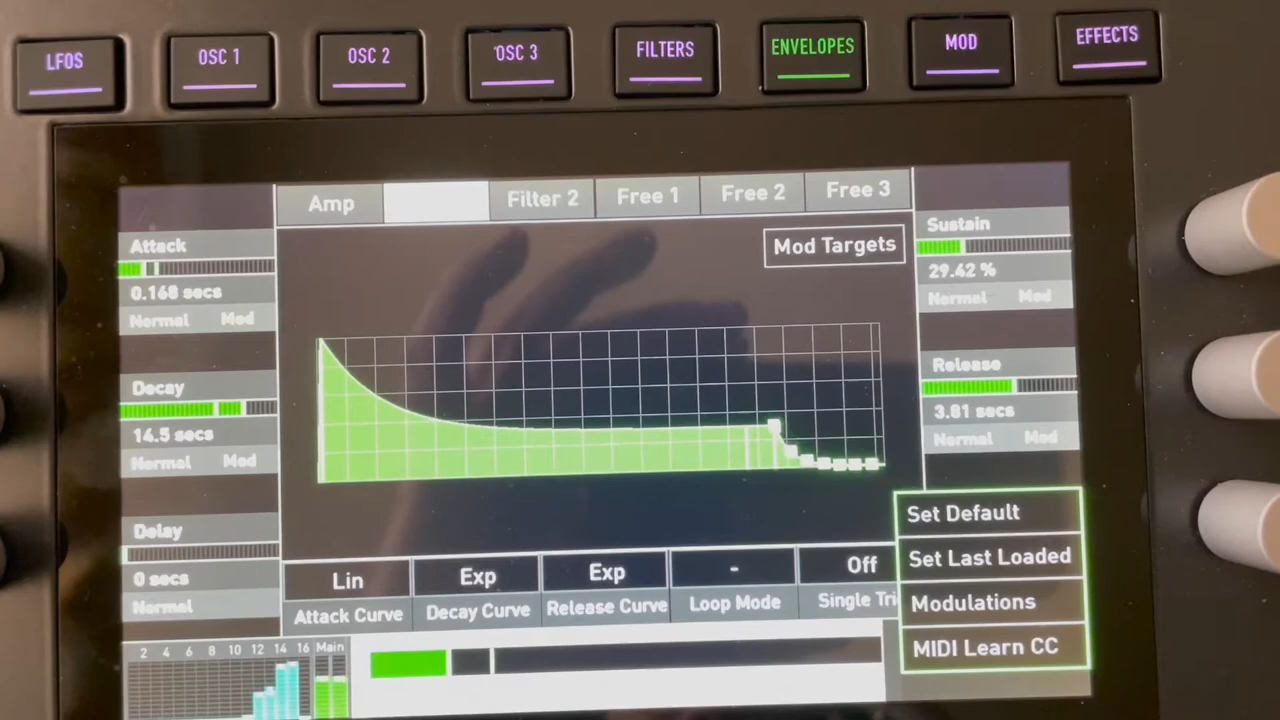 LFOS
OSC 1
OSC 2
OSC 3
FILTERS
ENVELOPES
MOD
EFFECTS
Amp
Filter 2
Free 1
Free 2
Free 3
Mod Targets
Attack
0.168 secs
Normal Mod
Decay
14.5 secs
Normal Mod
Delay
0 secs
Normal
Sustain
29.42 %
Normal Mod
Release
3.81 secs
Normal Mod
Set Default
Set Last Loaded
Modulations
MIDI Learn CC
Lin
Attack Curve
Exp
Decay Curve
Exp
Release Curve
-
Loop Mode
Off
Single Tri
2 4 6 8 10 12 14 16 Main